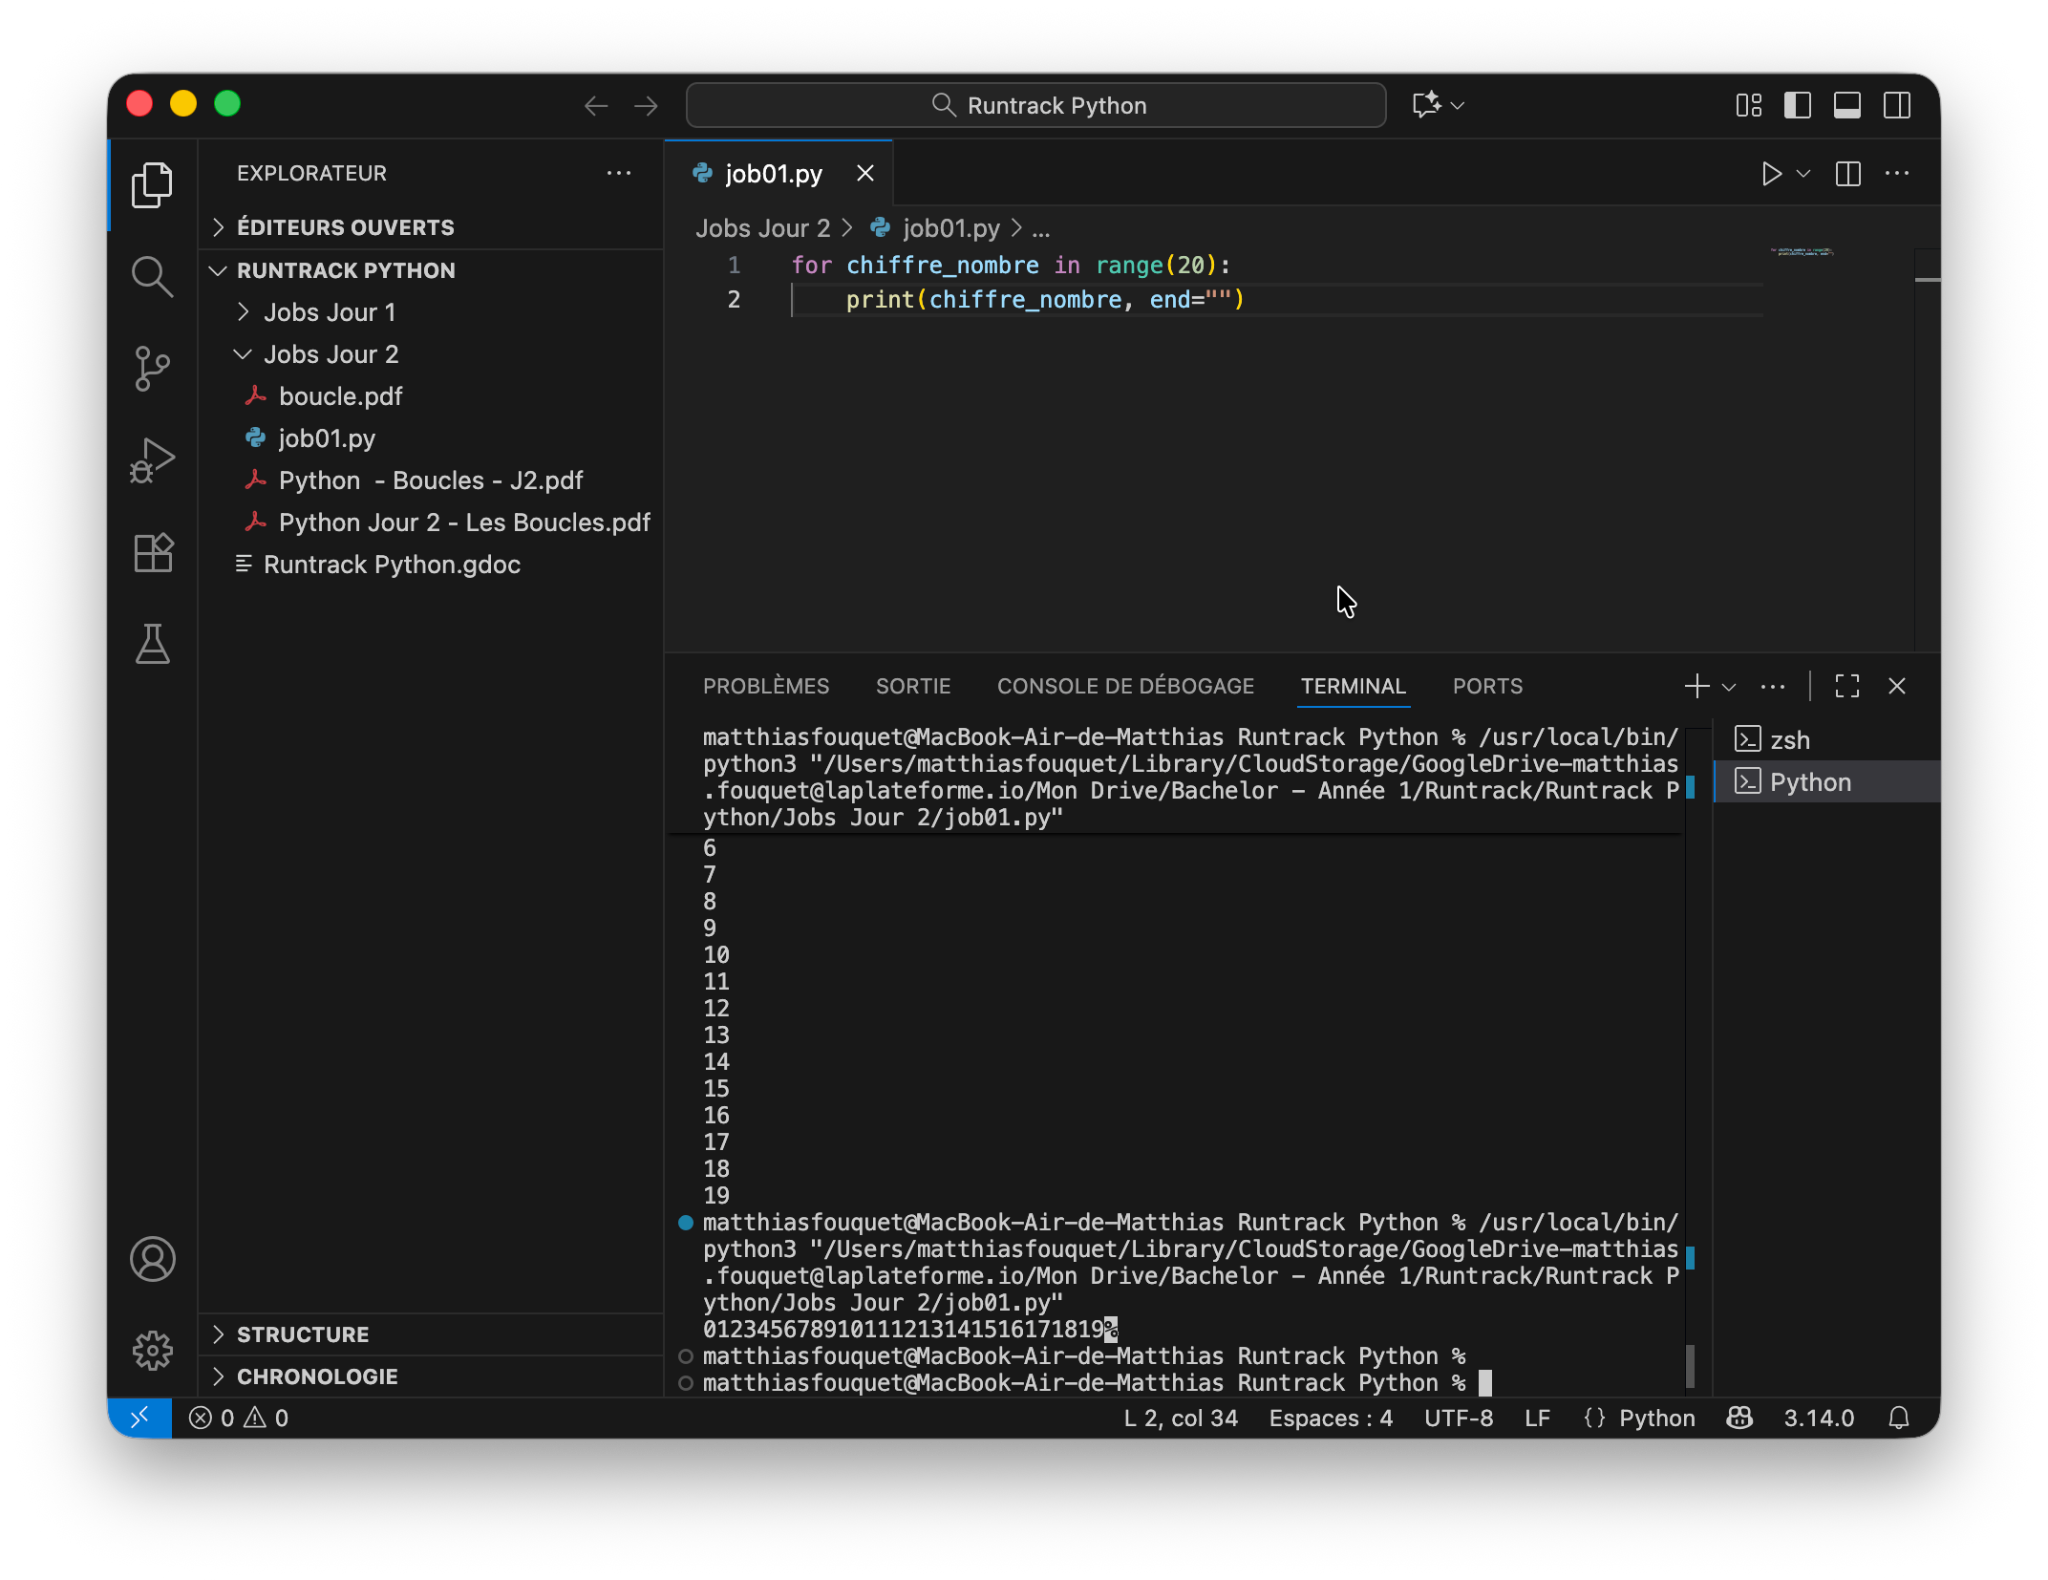 Runtrack Python
EXPLORATEUR
ÉDITEURS OUVERTS
RUNTRACK PYTHON
Jobs Jour 1
Jobs Jour 2
boucle.pdf
job01.py
Python  - Boucles - J2.pdf
Python Jour 2 - Les Boucles.pdf
Runtrack Python.gdoc
STRUCTURE
CHRONOLOGIE
job01.py
Jobs Jour 2 > job01.py > ...
1 for chiffre_nombre in range(20):
2     print(chiffre_nombre, end="")
PROBLÈMES SORTIE CONSOLE DE DÉBOGAGE TERMINAL PORTS
matthiasfouquet@MacBook-Air-de-Matthias Runtrack Python % /usr/local/bin/
python3 "/Users/matthiasfouquet/Library/CloudStorage/GoogleDrive-matthias
.fouquet@laplateforme.io/Mon Drive/Bachelor - Année 1/Runtrack/Runtrack P
ython/Jobs Jour 2/job01.py"
6
7
8
9
10
11
12
13
14
15
16
17
18
19
matthiasfouquet@MacBook-Air-de-Matthias Runtrack Python % /usr/local/bin/
python3 "/Users/matthiasfouquet/Library/CloudStorage/GoogleDrive-matthias
.fouquet@laplateforme.io/Mon Drive/Bachelor - Année 1/Runtrack/Runtrack P
ython/Jobs Jour 2/job01.py"
012345678910111213141516171819%
matthiasfouquet@MacBook-Air-de-Matthias Runtrack Python %
matthiasfouquet@MacBook-Air-de-Matthias Runtrack Python %
zsh
Python
0 0 L 2, col 34 Espaces : 4 UTF-8 LF {} Python 3.14.0